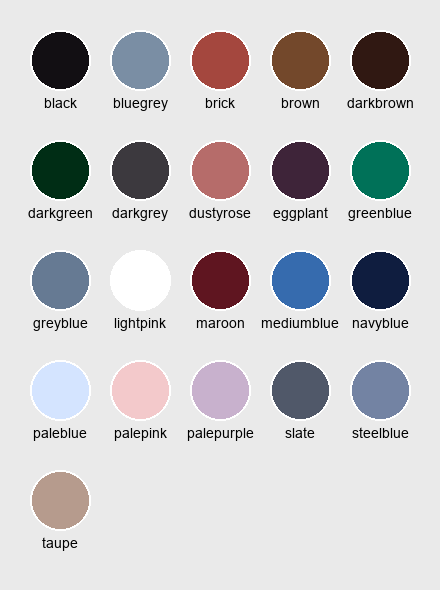 black bluegrey brick brown darkbrown
darkgreen darkgrey dustyrose eggplant greenblue
greyblue lightpink maroon mediumblue navyblue
paleblue palepink palepurple slate steelblue
taupe